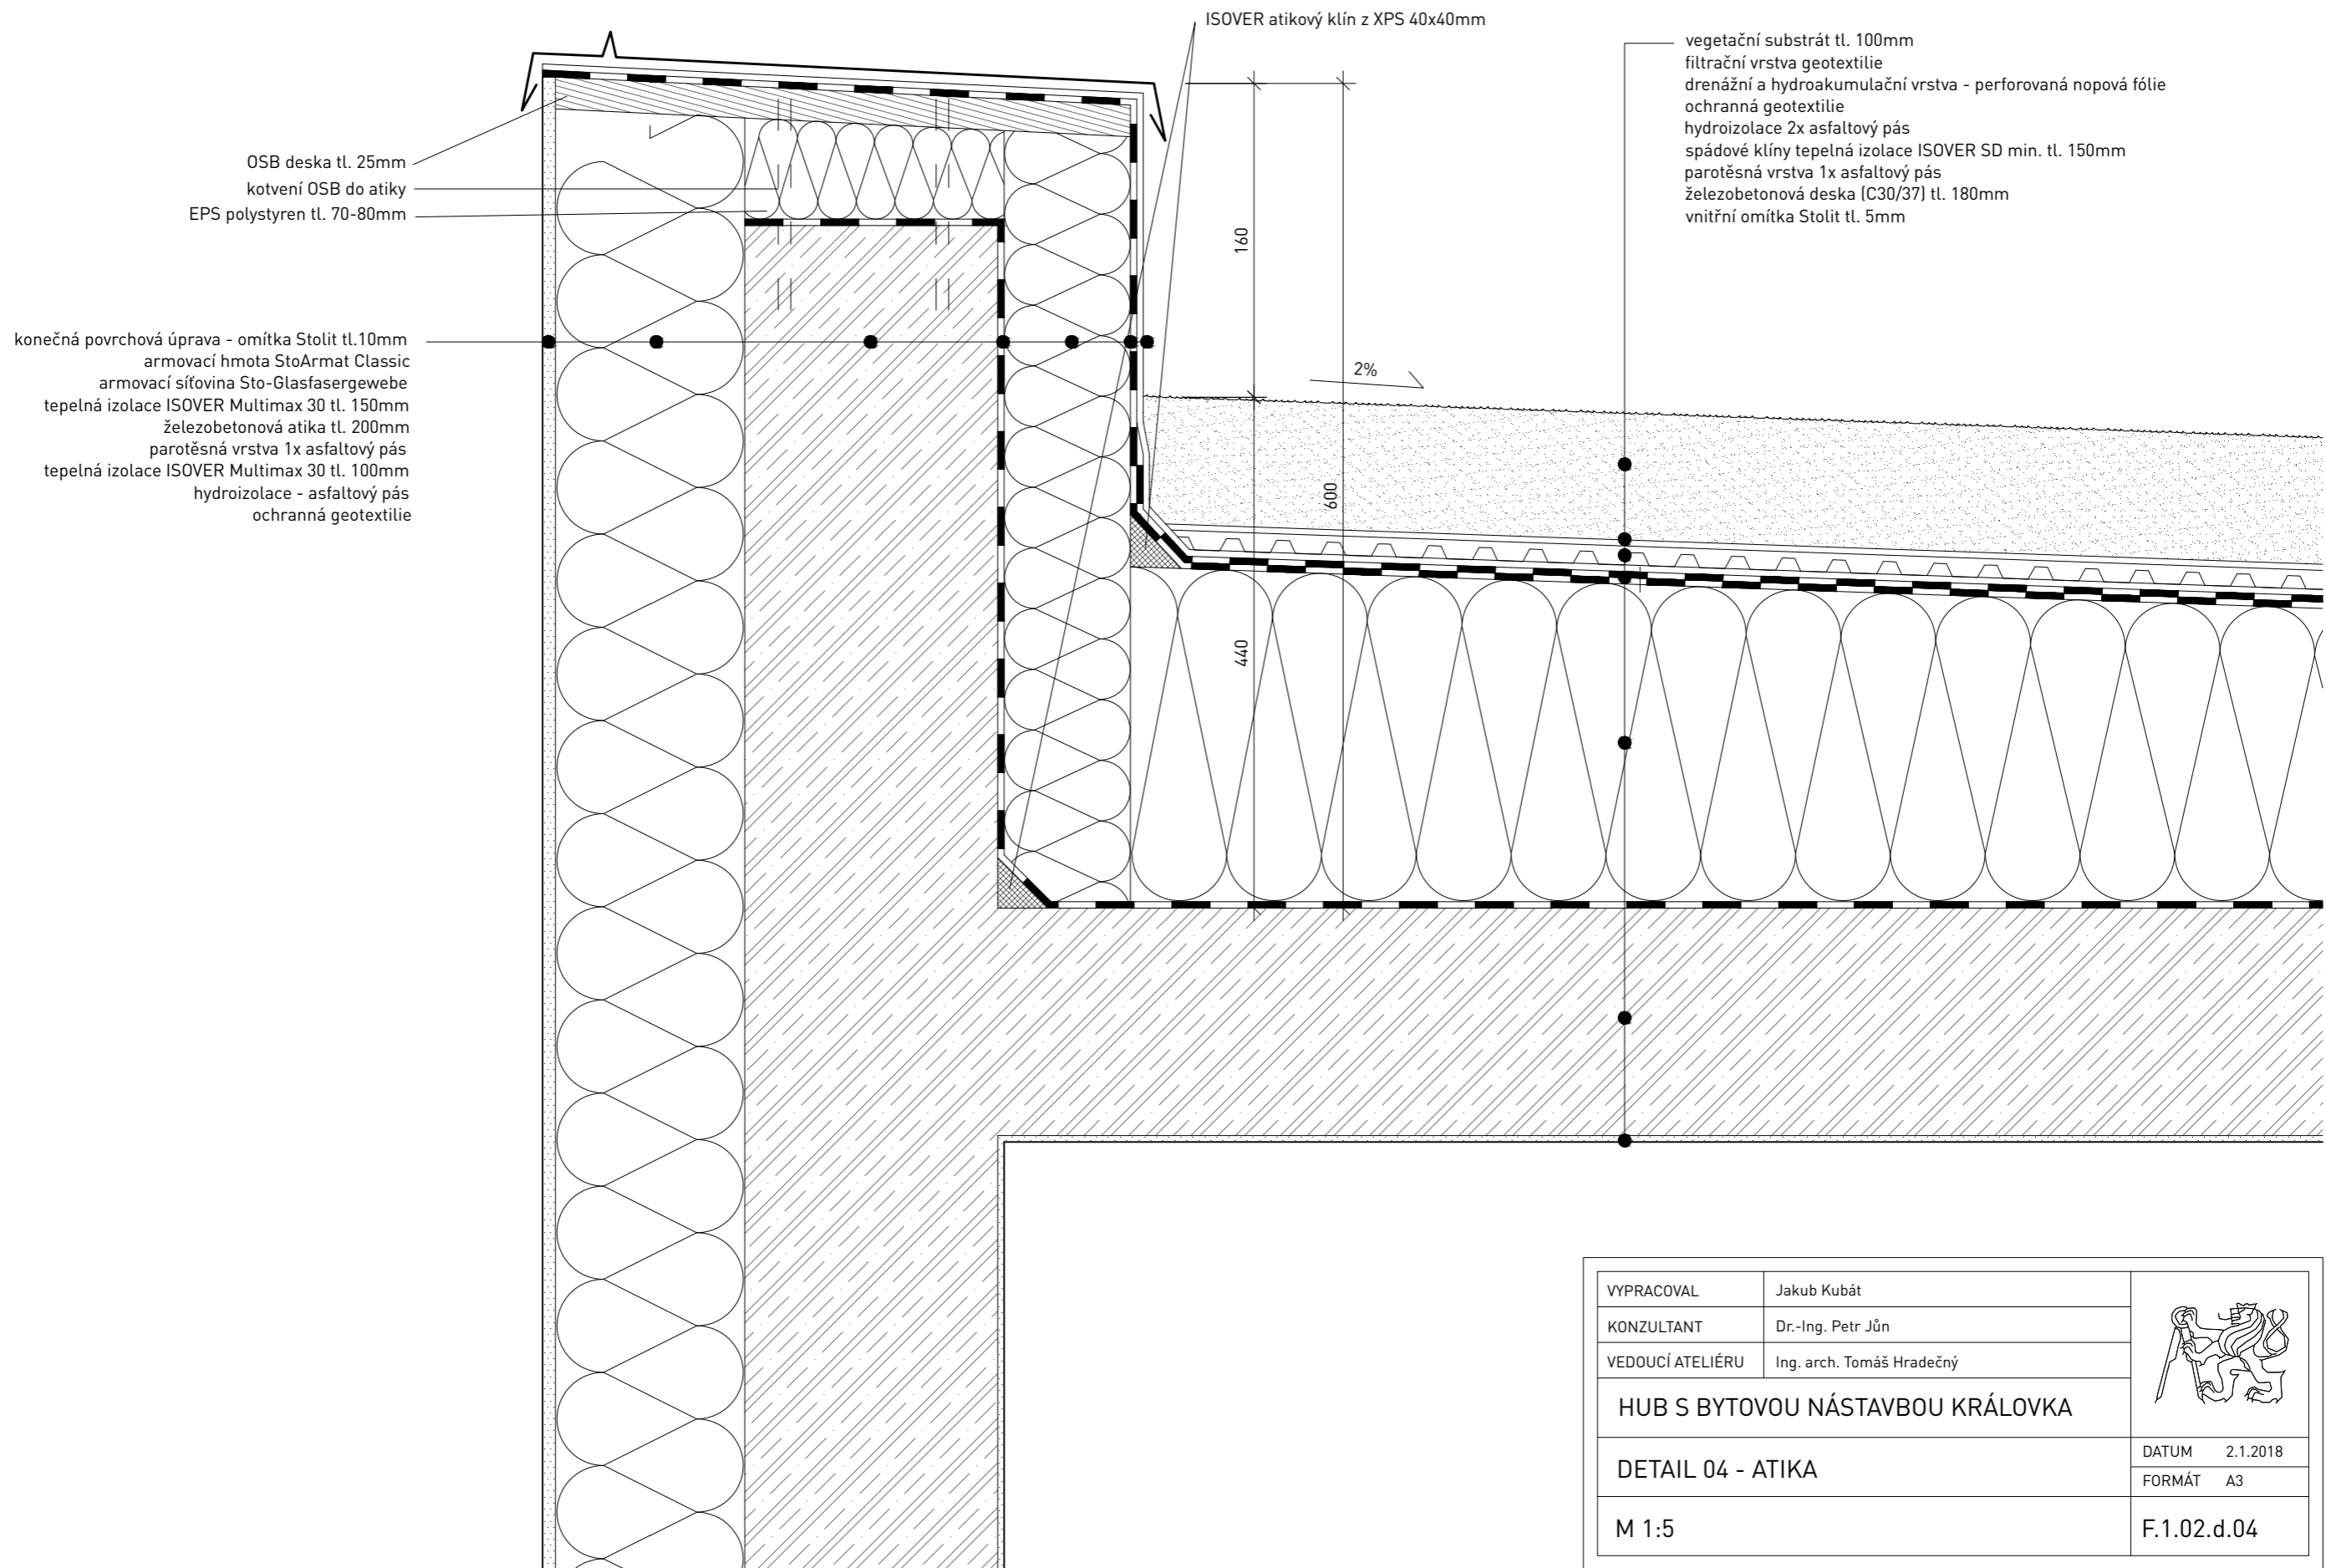 ISOVER atikový klín z XPS 40x40mm
vegetační substrát tl. 100mm
filtrační vrstva geotextilie
drenážní a hydroakumulační vrstva - perforovaná nopová fólie
ochranná geotextilie
hydroizolace 2x asfaltový pás
spádové klíny tepelná izolace ISOVER SD min. tl. 150mm
parotěsná vrstva 1x asfaltový pás
železobetonová deska (C30/37) tl. 180mm
vnitřní omítka Stolit tl. 5mm
OSB deska tl. 25mm
kotvení OSB do atiky
EPS polystyren tl. 70-80mm
160
konečná povrchová úprava - omítka Stolit tl.10mm
armovací hmota StoArmat Classic
armovací síťovina Sto-Glasfasergewebe
tepelná izolace ISOVER Multimax 30 tl. 150mm
železobetonová atika tl. 200mm
parotěsná vrstva 1x asfaltový pás
tepelná izolace ISOVER Multimax 30 tl. 100mm
hydroizolace - asfaltový pás
ochranná geotextilie
2%
600
440
VYPRACOVAL Jakub Kubát
KONZULTANT Dr.-Ing. Petr Jůn
VEDOUCÍ ATELIÉRU Ing. arch. Tomáš Hradečný
HUB S BYTOVOU NÁSTAVBOU KRÁLOVKA
DETAIL 04 - ATIKA
DATUM 2.1.2018
FORMÁT A3
M 1:5
F.1.02.d.04